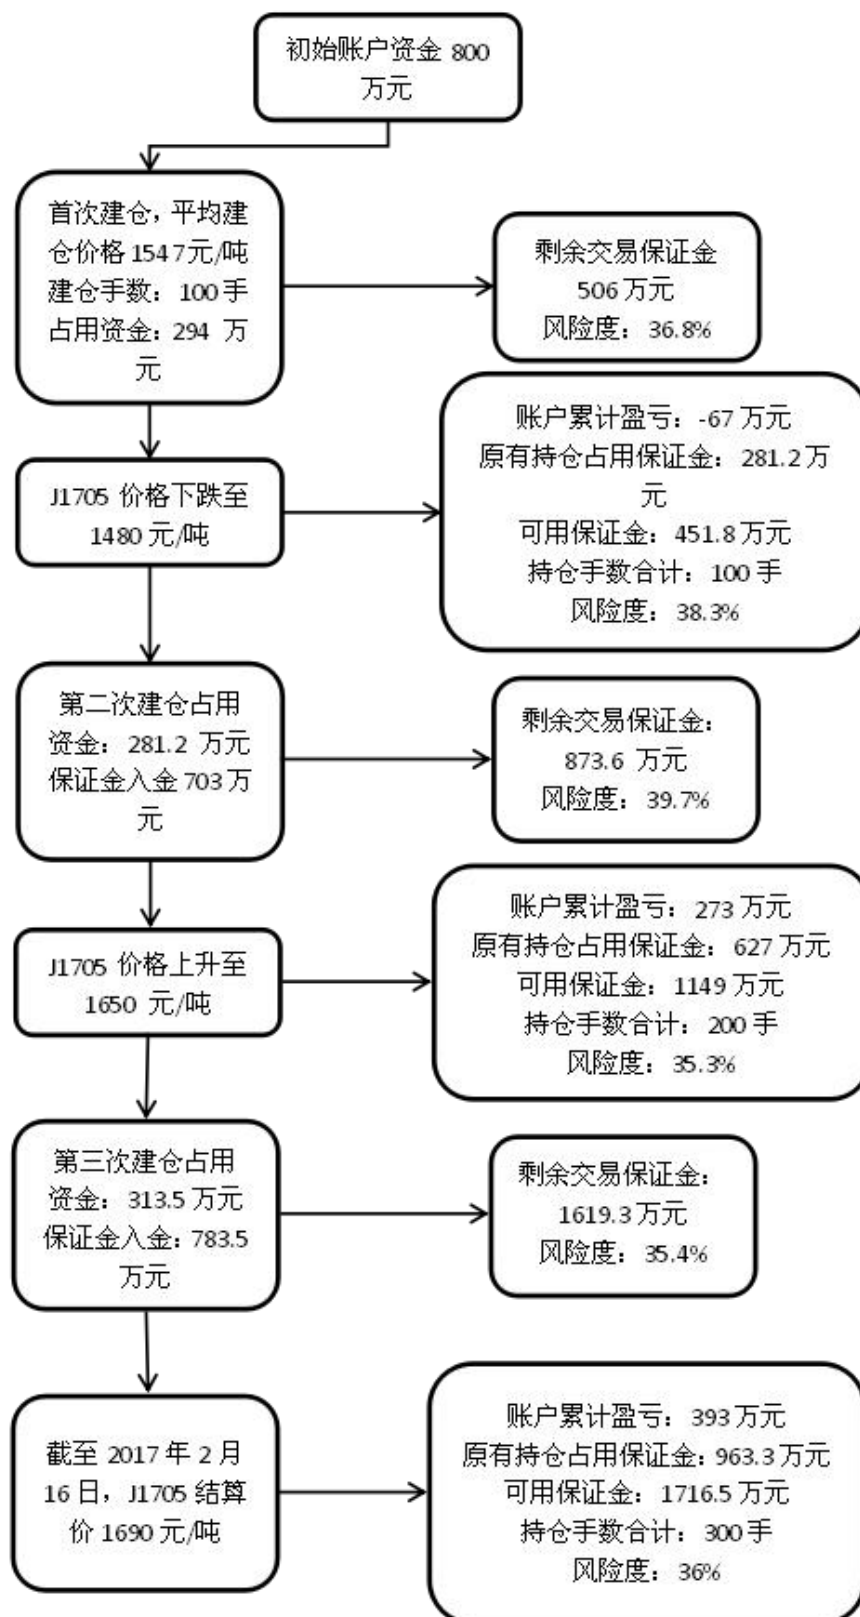 初始账户资金 800
万元
首次建仓，平均建
仓价格 1547元/吨
建仓手数：100 手
占用资金：294 万
元
剩余交易保证金
506 万元
风险度：36.8%
J1705 价格下跌至
1480 元/吨
账户累计盈亏：-67 万元
原有持仓占用保证金：281.2 万
元
可用保证金：451.8 万元
持仓手数合计：100 手
风险度：38.3%
第二次建仓占用
资金：281.2 万元
保证金入金 703 万
元
剩余交易保证金：
873.6 万元
风险度：39.7%
J1705 价格上升至
1650 元/吨
账户累计盈亏：273 万元
原有持仓占用保证金：627 万元
可用保证金：1149 万元
持仓手数合计：200 手
风险度：35.3%
第三次建仓占用
资金：313.5 万元
保证金入金：783.5
万元
剩余交易保证金：
1619.3 万元
风险度：35.4%
截至 2017 年 2 月
16 日，J1705 结算
价 1690 元/吨
账户累计盈亏：393 万元
原有持仓占用保证金：963.3 万元
可用保证金：1716.5 万元
持仓手数合计：300 手
风险度：36%